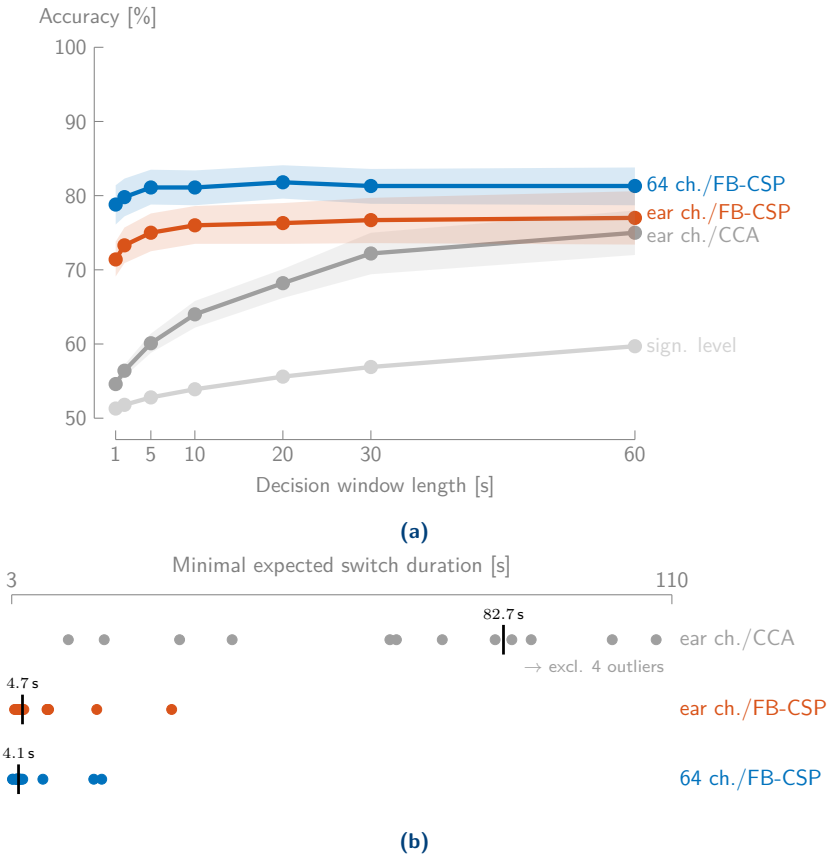 Accuracy [%]
100
90
80
70
60
50
64 ch./FB-CSP
ear ch./FB-CSP
ear ch./CCA
sign. level
1 5 10 20 30 60
Decision window length [s]
(a)
Minimal expected switch duration [s]
3 110
82.7 s
ear ch./CCA
→ excl. 4 outliers
4.7 s
ear ch./FB-CSP
4.1 s
64 ch./FB-CSP
(b)